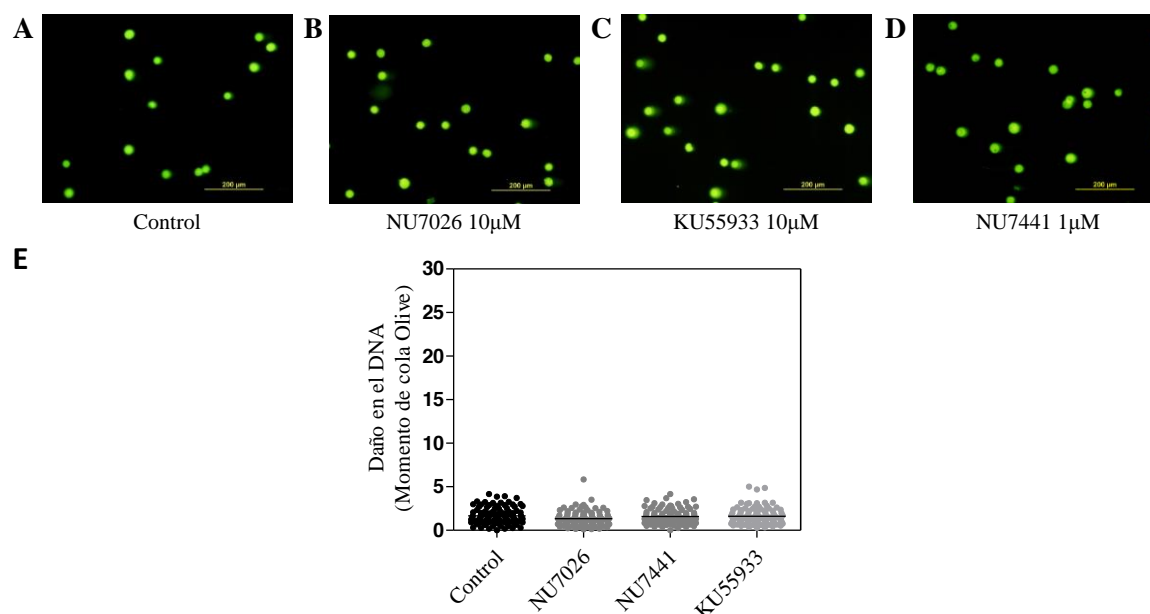 A
B
C
D
200 µm
200 µm
200 µm
200 µm
Control
NU7026 10µM
KU55933 10µM
NU7441 1µM
E
Daño en el DNA
(Momento de cola Olive)
30
25
20
15
10
5
0
Control
NU7026
NU7441
KU55933